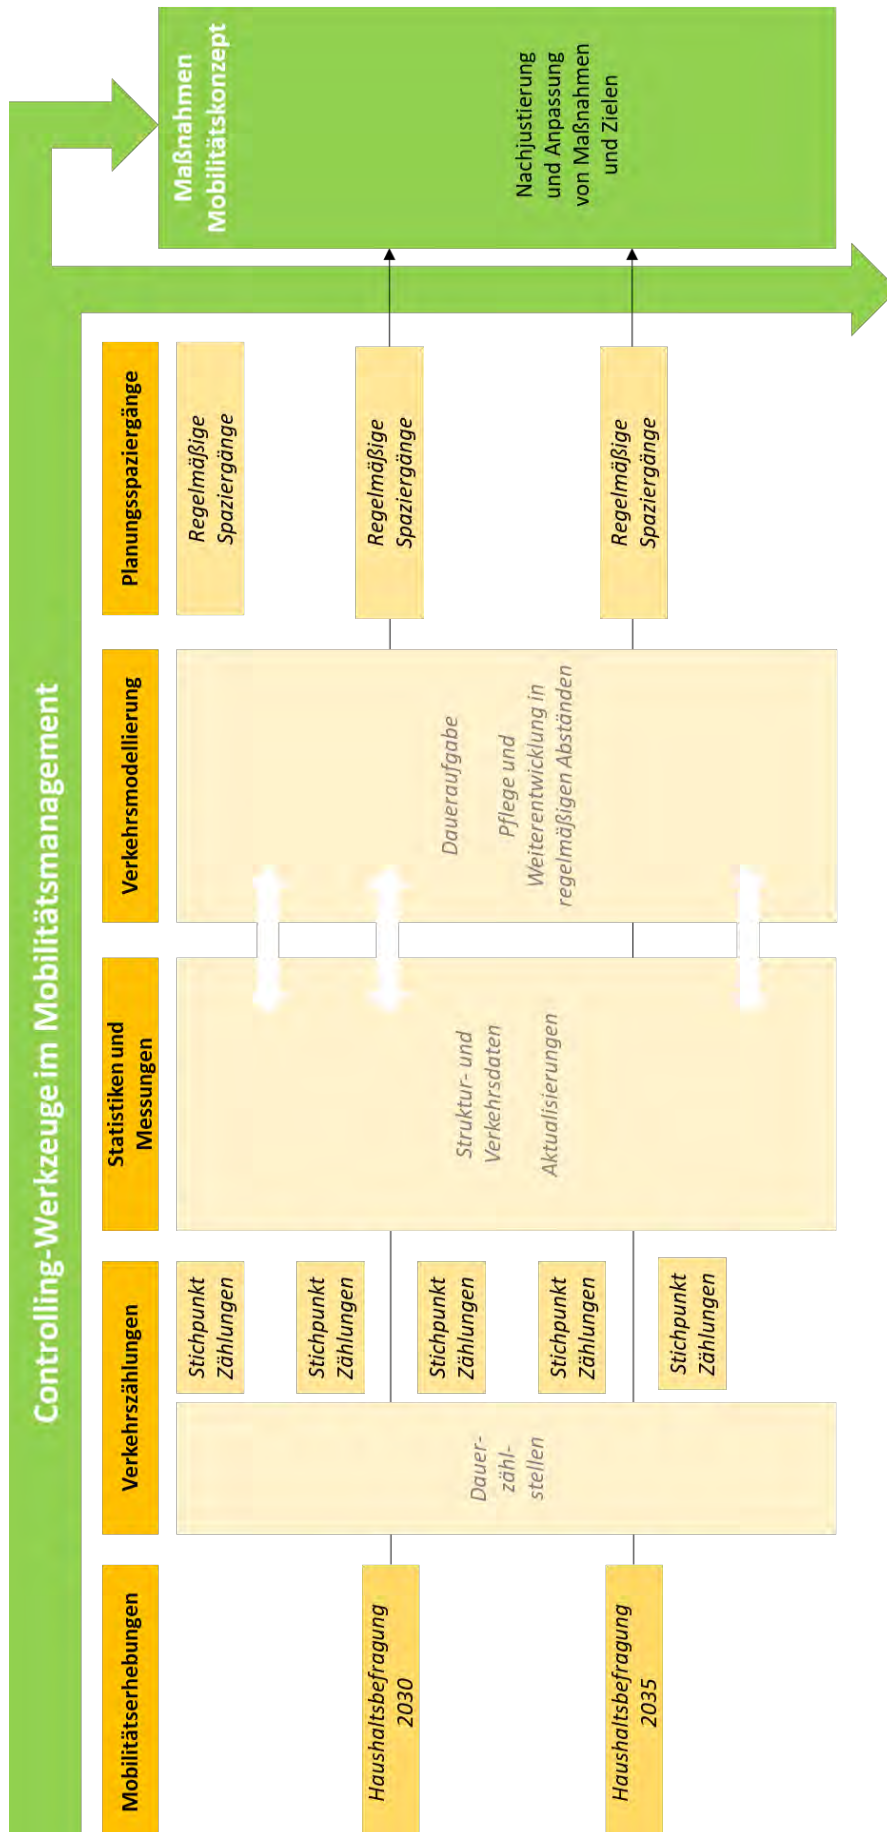 Controlling-Werkzeuge im Mobilitätsmanagement
Mobilitätserhebungen
Verkehrszählungen
Statistiken und
Messungen
Verkehrsmodellierung
Planungsspaziergänge
Maßnahmen
Mobilitätskonzept
Haushaltsbefragung
2030
Haushaltsbefragung
2035
Dauer-
zähl-
stellen
Stichpunkt
Zählungen
Stichpunkt
Zählungen
Stichpunkt
Zählungen
Stichpunkt
Zählungen
Stichpunkt
Zählungen
Struktur- und
Verkehrsdaten
Aktualisierungen
Daueraufgabe
Pflege und
Weiterentwicklung in
regelmäßigen Abständen
Regelmäßige
Spaziergänge
Regelmäßige
Spaziergänge
Regelmäßige
Spaziergänge
Nachjustierung
und Anpassung
von Maßnahmen
und Zielen